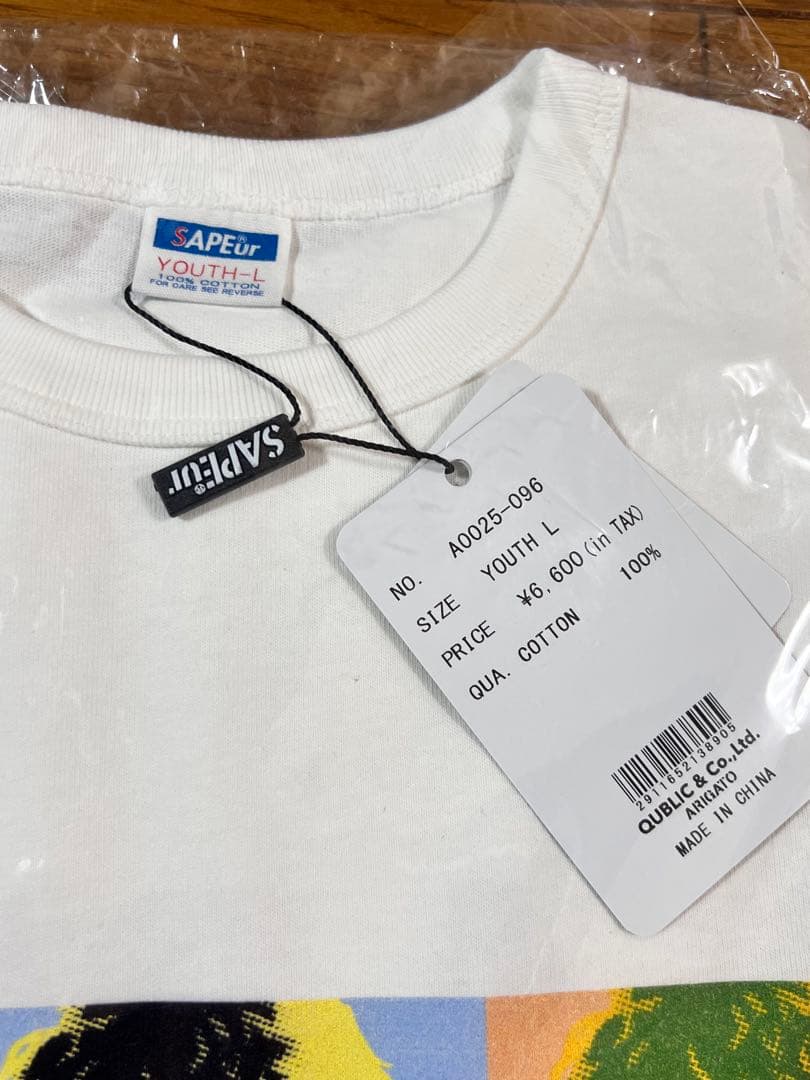 SAPEur®
YOUTH-L
100% COTTON
FOR CARE SEE REVERSE
SAPEur®
NO. A0025-096
SIZE YOUTH L
PRICE ¥6,600(in TAX)
QUA. COTTON 100%
2911652138905
QUBLIC & Co.,Ltd.
ARIGATO
MADE IN CHINA